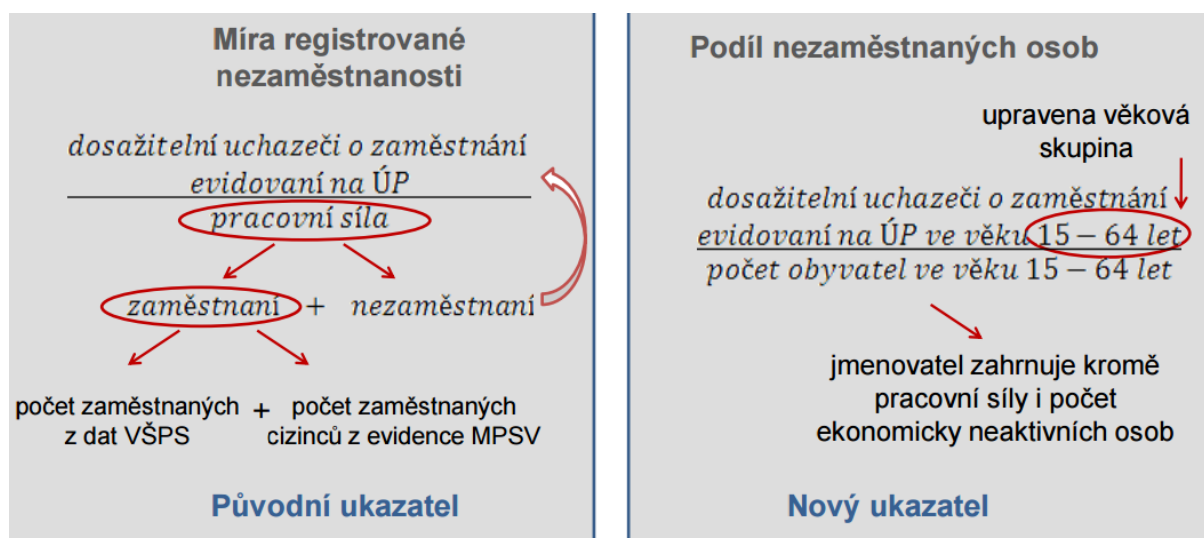 Míra registrované
nezaměstnanosti
dosažitelní uchazeči o zaměstnání
evidovaní na ÚP
pracovní síla
zaměstnaní + nezaměstnaní
počet zaměstnaných + počet zaměstnaných
z dat VŠPS cizinců z evidence MPSV
Původní ukazatel
Podíl nezaměstnaných osob
upravena věková
skupina
dosažitelní uchazeči o zaměstnání
evidovaní na ÚP ve věku 15 – 64 let
počet obyvatel ve věku 15 – 64 let
jmenovatel zahrnuje kromě
pracovní síly i počet
ekonomicky neaktivních osob
Nový ukazatel